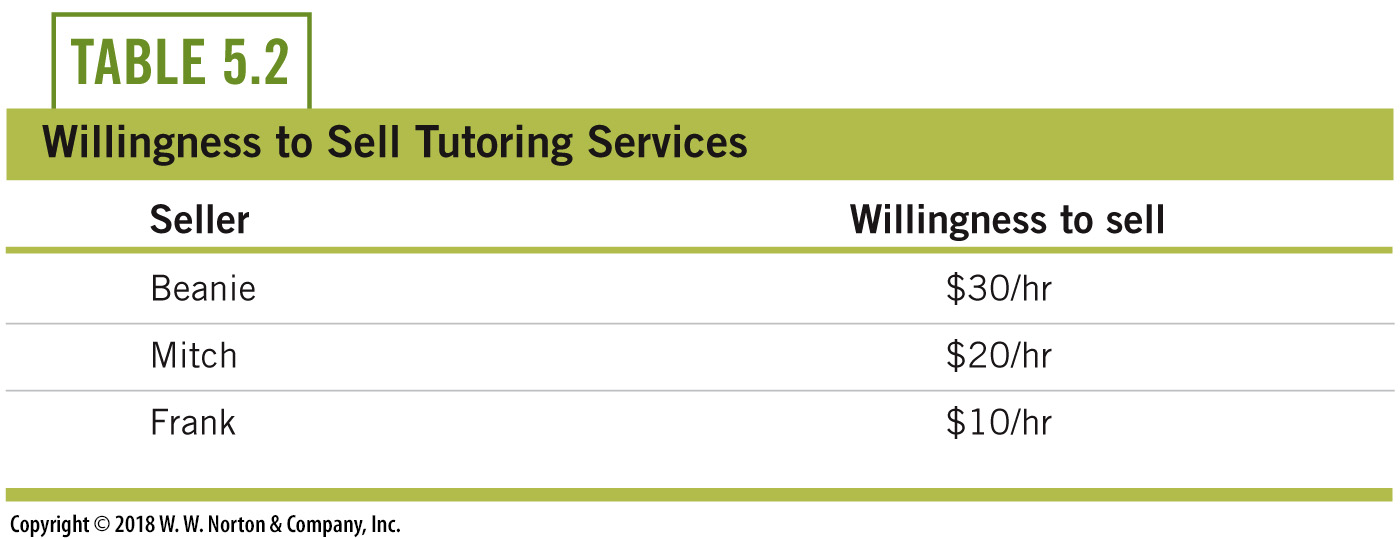 TABLE 5.2
Willingness to Sell Tutoring Services
Seller Willingness to sell
Beanie $30/hr
Mitch $20/hr
Frank $10/hr
Copyright © 2018 W. W. Norton & Company, Inc.